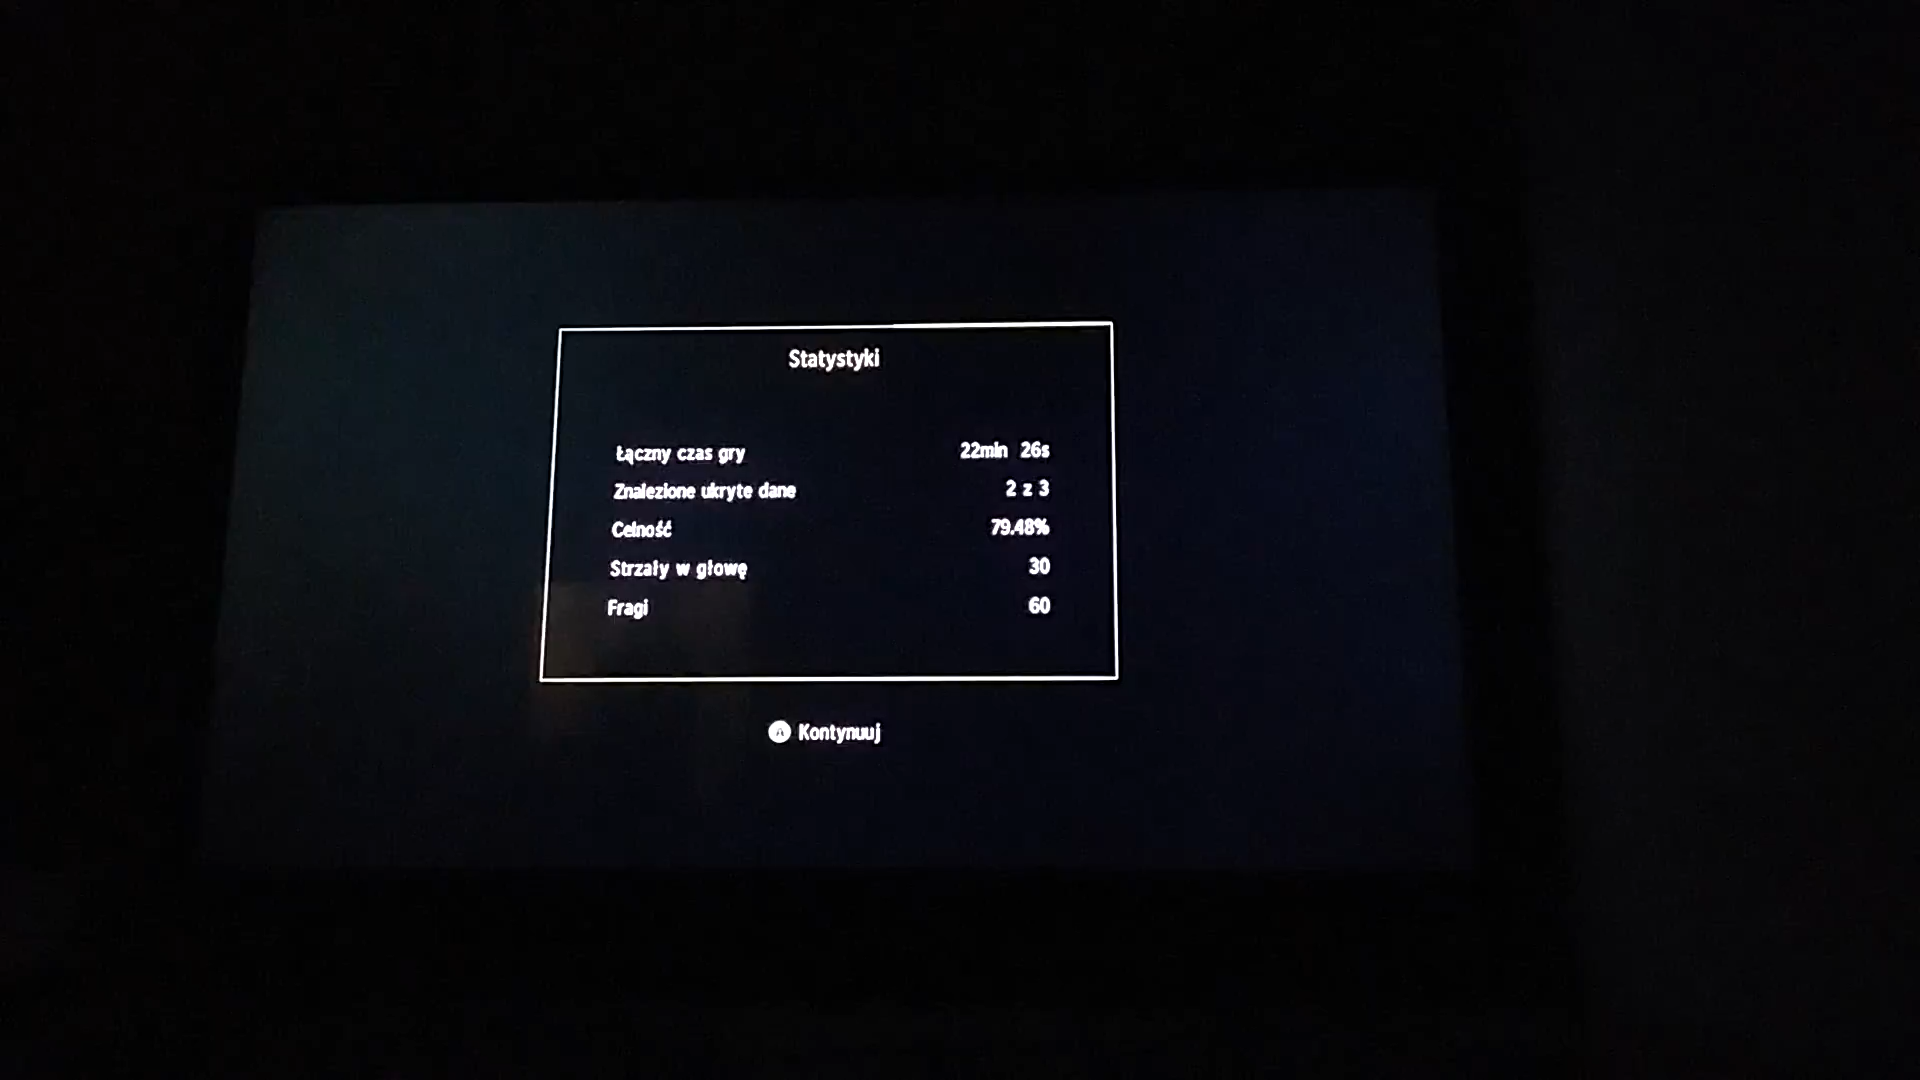 Statystyki
Łączny czas gry 22min 26s
Znalezione ukryte dane 2 z 3
Celność 79.48%
Strzały w głowę 30
Fragi 60
A Kontynuuj